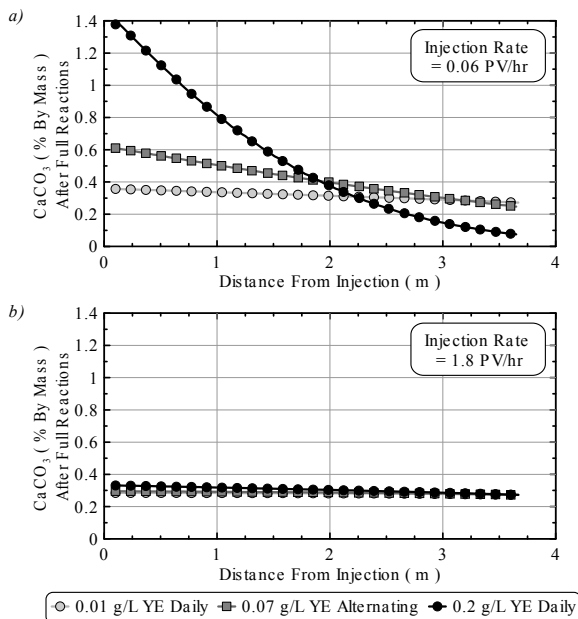 a)
1.4
1.2
1
0.8
0.6
0.4
0.2
0
CaCO₃ ( % By Mass )
After Full Reactions
Injection Rate
= 0.06 PV/hr
0 1 2 3 4
Distance From Injection ( m )
b)
1.4
1.2
1
0.8
0.6
0.4
0.2
0
CaCO₃ ( % By Mass )
After Full Reactions
Injection Rate
= 1.8 PV/hr
0 1 2 3 4
Distance From Injection ( m )
0.01 g/L YE Daily 0.07 g/L YE Alternating 0.2 g/L YE Daily